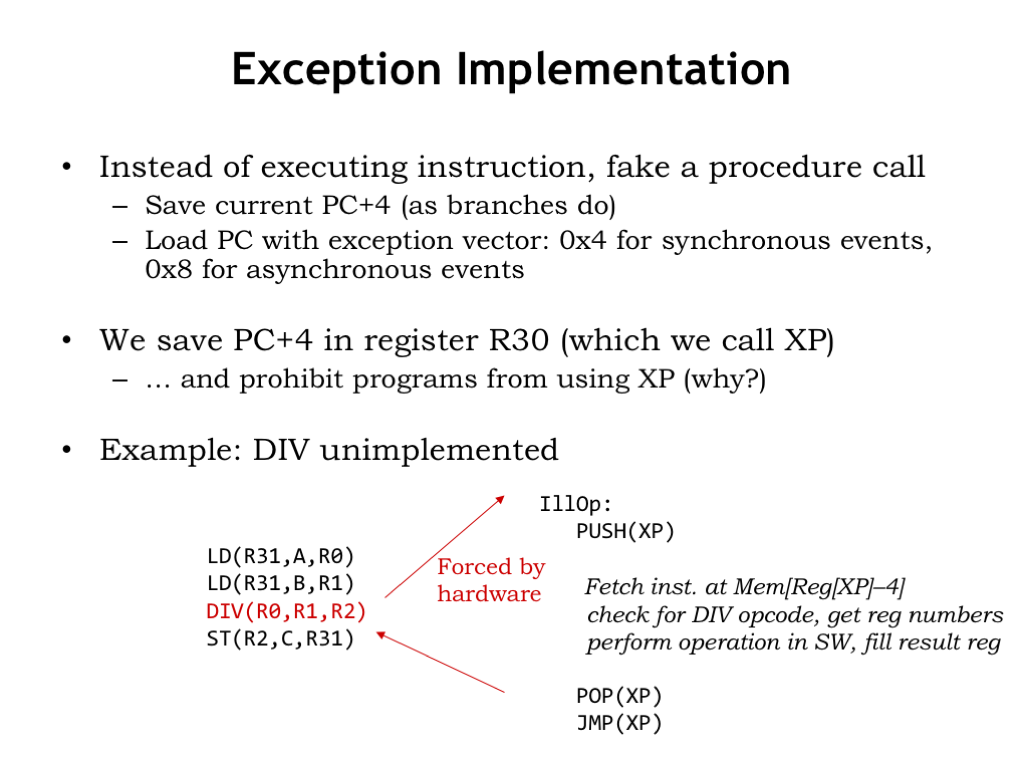 Exception Implementation
• Instead of executing instruction, fake a procedure call
– Save current PC+4 (as branches do)
– Load PC with exception vector: 0x4 for synchronous events,
0x8 for asynchronous events
• We save PC+4 in register R30 (which we call XP)
– … and prohibit programs from using XP (why?)
• Example: DIV unimplemented
LD(R31,A,R0)
LD(R31,B,R1)
DIV(R0,R1,R2)
ST(R2,C,R31)
Forced by
hardware
IllOp:
PUSH(XP)
Fetch inst. at Mem[Reg[XP]–4]
check for DIV opcode, get reg numbers
perform operation in SW, fill result reg
POP(XP)
JMP(XP)